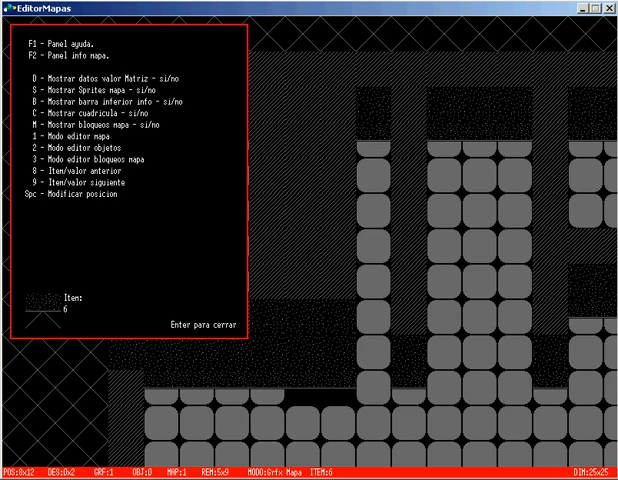 EditorMapas
F1 - Panel ayuda.
F2 - Panel info mapa.
D - Mostrar datos valor Matriz - si/no
S - Mostrar Sprites mapa - si/no
B - Mostrar barra inferior info - si/no
C - Mostrar cuadricula - si/no
M - Mostrar bloqueos mapa - si/no
1 - Modo editor mapa
2 - Modo editor objetos
3 - Modo editor bloqueos mapa
8 - Item/valor anterior
9 - Item/valor siguiente
Spc - Modificar posicion
Item:
6
Enter para cerrar
POS:8x12 DES:0x2 GRF:1 OBJ:0 MAP:1 REM:5x9 MODO:Grfx Mapa ITEM:6 DIM:25x25